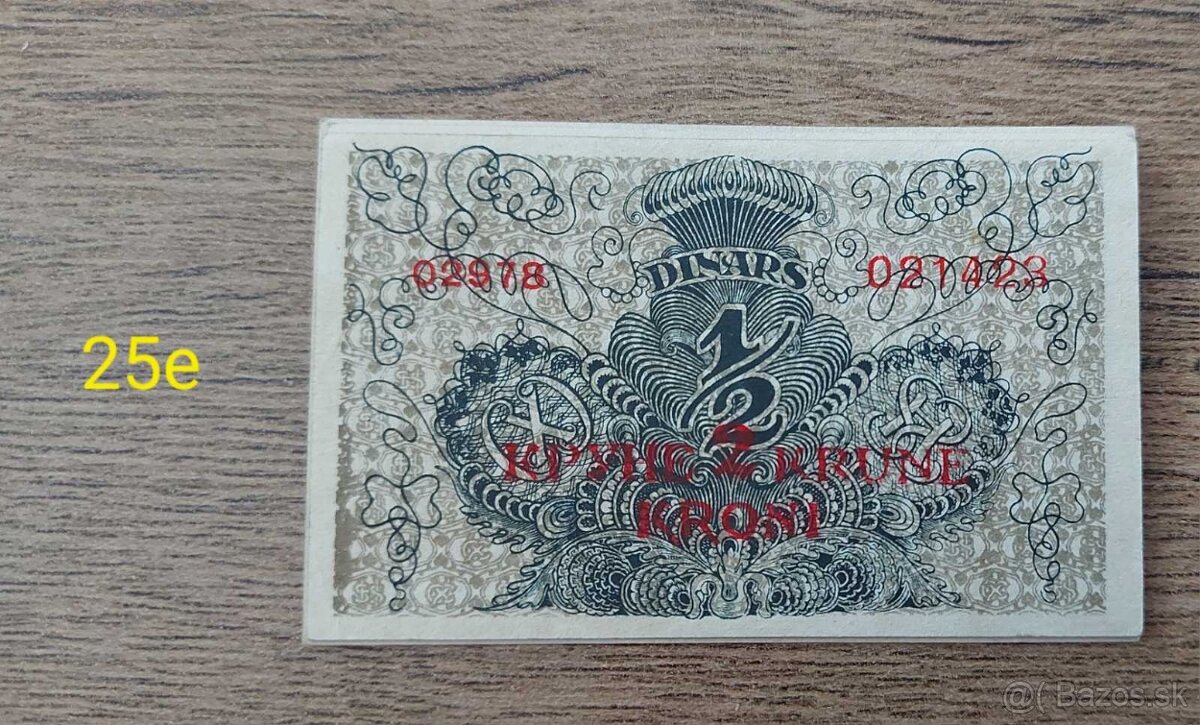 DINARS
02978 021423
1/2
25e
КРУНЕ 2 KRUNE
KRONI
@( Bazos.sk